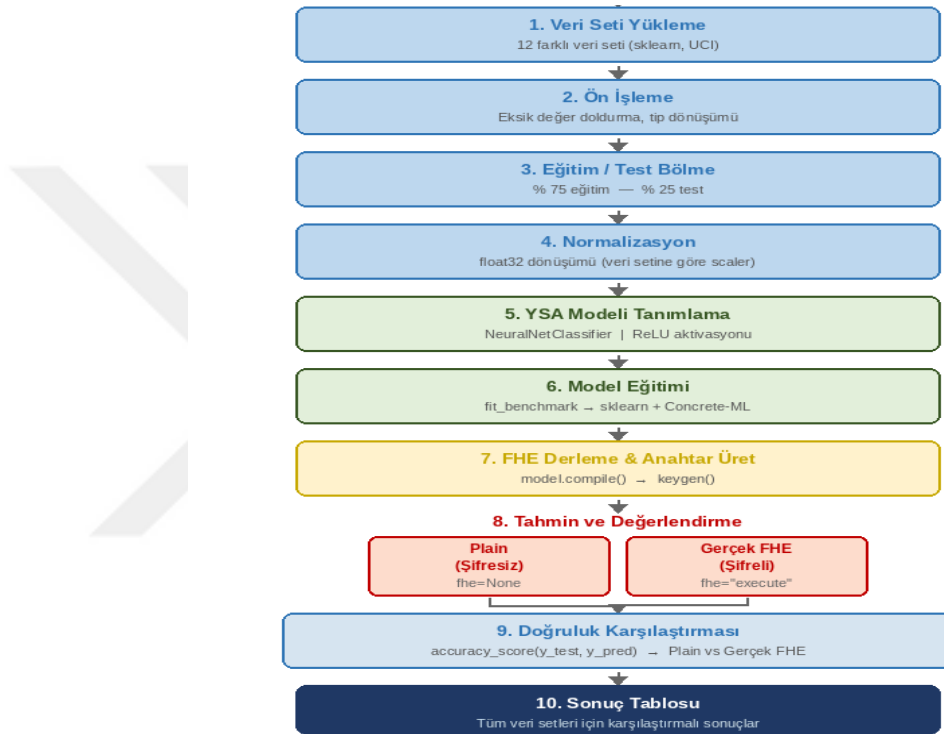 1. Veri Seti Yükleme
12 farklı veri seti (sklearn, UCI)
2. Ön İşleme
Eksik değer doldurma, tip dönüşümü
3. Eğitim / Test Bölme
% 75 eğitim — % 25 test
4. Normalizasyon
float32 dönüşümü (veri setine göre scaler)
5. YSA Modeli Tanımlama
NeuralNetClassifier | ReLU aktivasyonu
6. Model Eğitimi
fit_benchmark → sklearn + Concrete-ML
7. FHE Derleme & Anahtar Üret
model.compile() → keygen()
8. Tahmin ve Değerlendirme
Plain
(Şifresiz)
fhe=None
Gerçek FHE
(Şifreli)
fhe="execute"
9. Doğruluk Karşılaştırması
accuracy_score(y_test, y_pred) → Plain vs Gerçek FHE
10. Sonuç Tablosu
Tüm veri setleri için karşılaştırmalı sonuçlar